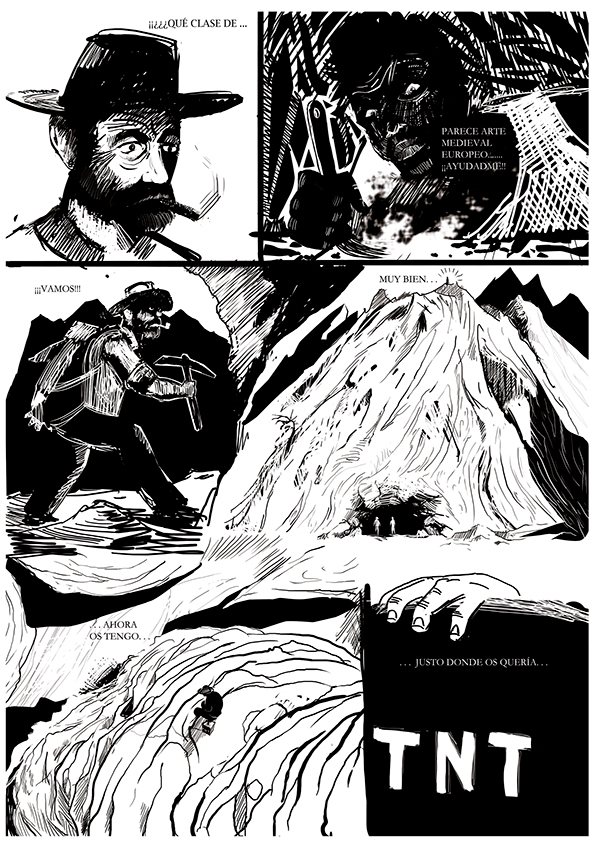 ¡¡¿¿¿QUÉ CLASE DE ...
PARECE ARTE
MEDIEVAL
EUROPEO.......
¡¡AYUDADME!!
¡¡¡VAMOS!!!
MUY BIEN. . .
. . . AHORA
OS TENGO. . .
. . . JUSTO DONDE OS QUERÍA. . .
TNT